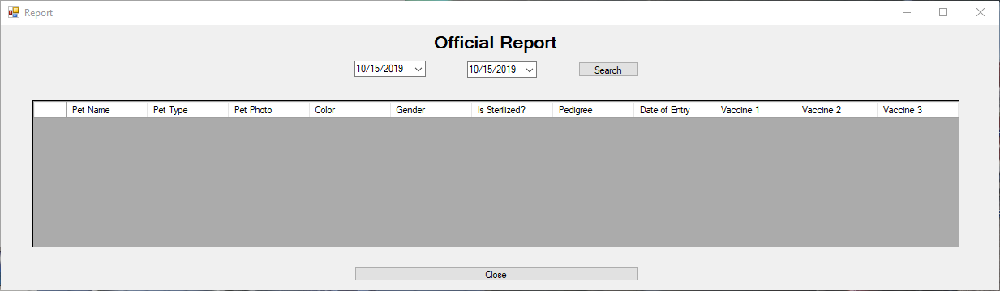 Report
Official Report
10/15/2019 10/15/2019 Search
Pet Name Pet Type Pet Photo Color Gender Is Sterilized? Pedigree Date of Entry Vaccine 1 Vaccine 2 Vaccine 3
Close